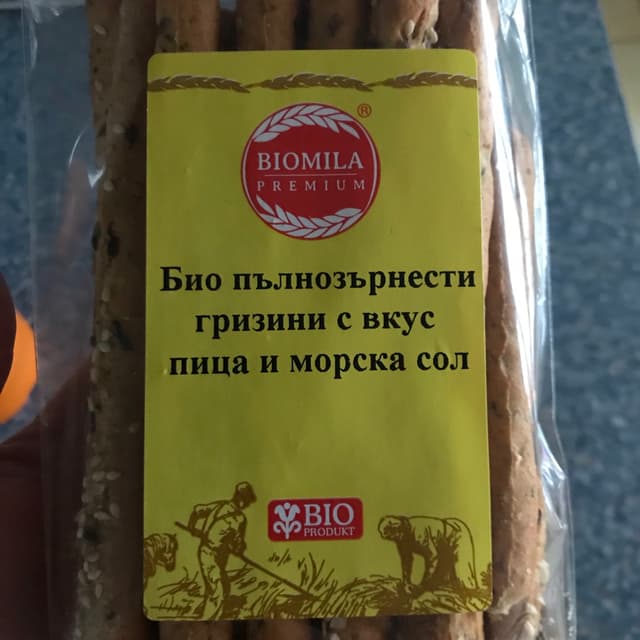 ®
BIOMILA
PREMIUM
Био пълнозърнести
гризини с вкус
пица и морска сол
BIO
PRODUKT